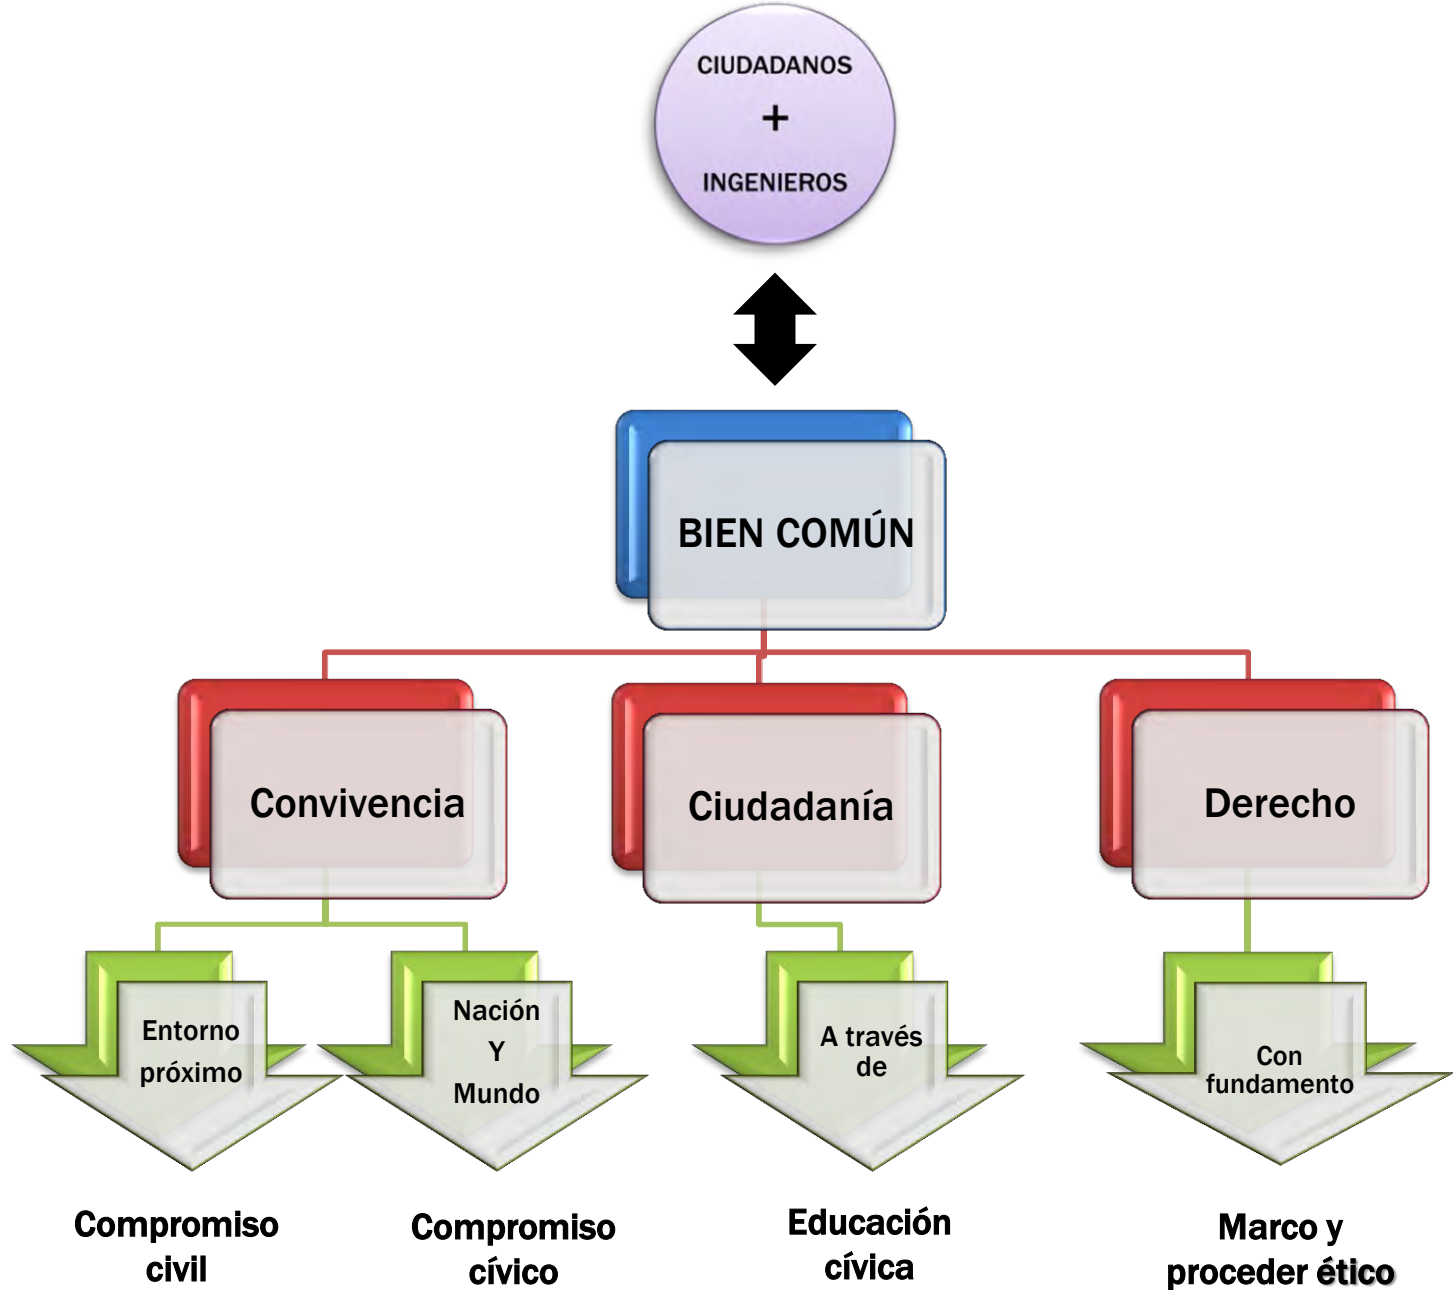 CIUDADANOS
+
INGENIEROS
BIEN COMÚN
Convivencia
Ciudadanía
Derecho
Entorno
próximo
Nación
Y
Mundo
A través
de
Con
fundamento
Compromiso
civil
Compromiso
cívico
Educación
cívica
Marco y
proceder ético